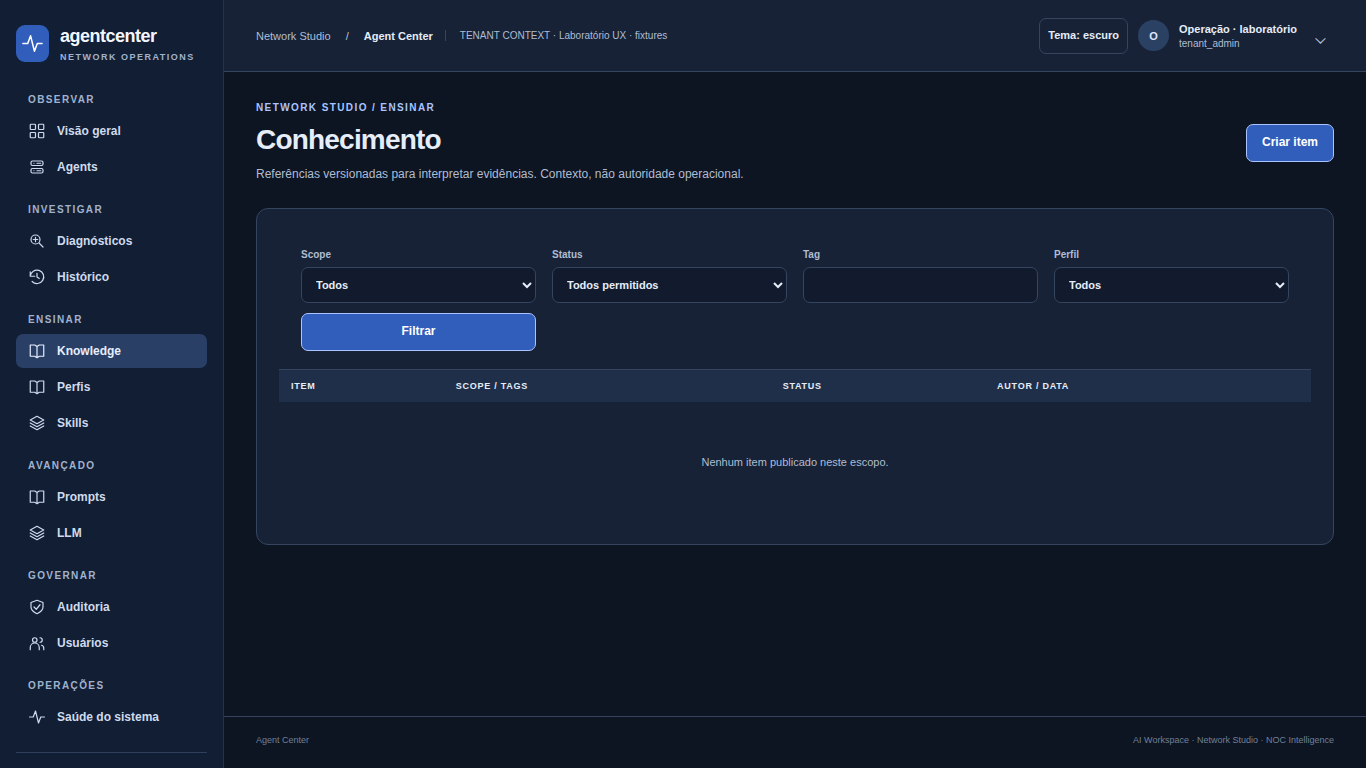 agentcenter
NETWORK OPERATIONS
OBSERVAR
Visão geral
Agents
INVESTIGAR
Diagnósticos
Histórico
ENSINAR
Knowledge
Perfis
Skills
AVANÇADO
Prompts
LLM
GOVERNAR
Auditoria
Usuários
OPERAÇÕES
Saúde do sistema
Network Studio / Agent Center TENANT CONTEXT · Laboratório UX · fixtures
Tema: escuro
O
Operação · laboratório
tenant_admin
NETWORK STUDIO / ENSINAR
Conhecimento
Referências versionadas para interpretar evidências. Contexto, não autoridade operacional.
Criar item
Scope Status Tag Perfil
Todos Todos permitidos Todos
Filtrar
ITEM SCOPE / TAGS STATUS AUTOR / DATA
Nenhum item publicado neste escopo.
Agent Center AI Workspace · Network Studio · NOC Intelligence